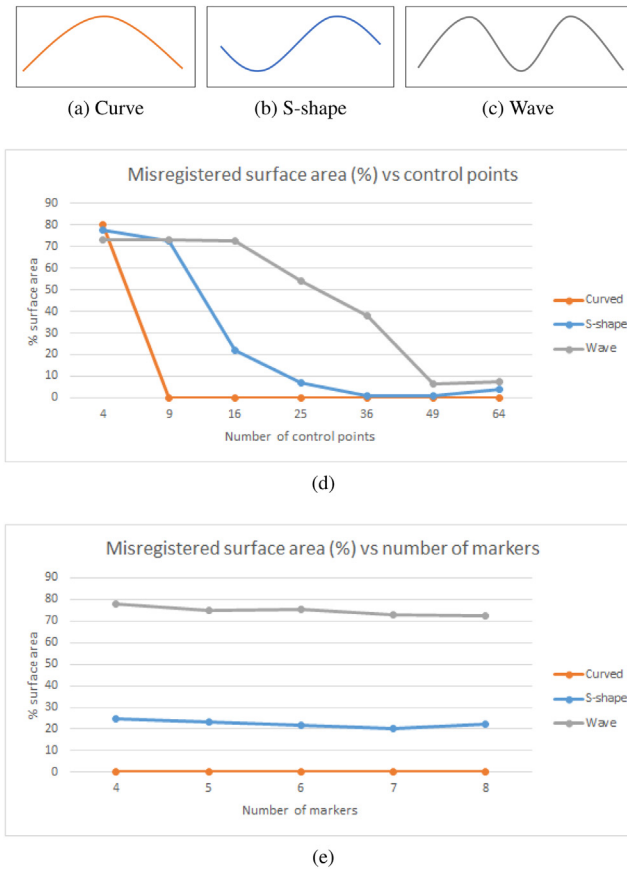 (a) Curve (b) S-shape (c) Wave
Misregistered surface area (%) vs control points
90
80
70
60
50
40
30
20
10
0
% surface area
4 9 16 25 36 49 64
Number of control points
Curved
S-shape
Wave
(d)
Misregistered surface area (%) vs number of markers
90
80
70
60
50
40
30
20
10
0
% surface area
4 5 6 7 8
Number of markers
Curved
S-shape
Wave
(e)